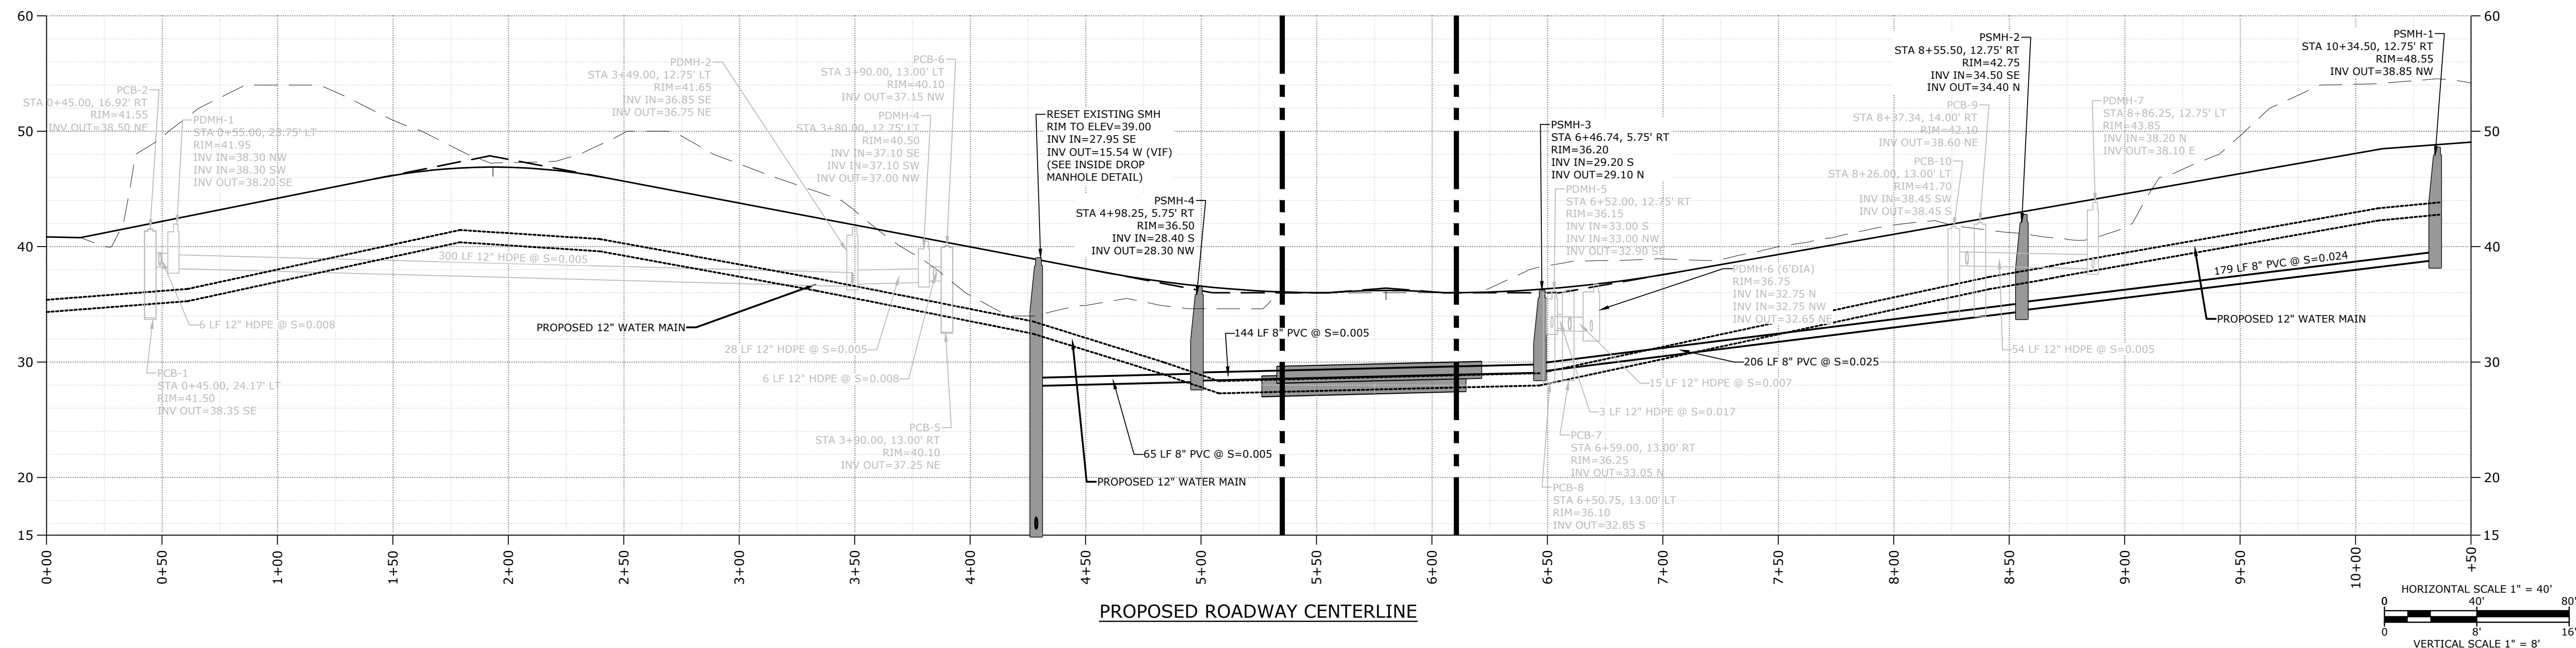 60
50
40
30
20
15
60
50
40
30
20
15
PCB-2
STA 0+45.00, 16.92' RT
RIM=41.55
INV OUT=38.50 NE
PDMH-1
STA 0+55.00, 23.75' LT
RIM=41.95
INV IN=38.30 NW
INV IN=38.30 SW
INV OUT=38.20 SE
6 LF 12" HDPE @ S=0.008
PCB-1
STA 0+45.00, 24.17' LT
RIM=41.50
INV OUT=38.35 SE
300 LF 12" HDPE @ S=0.005
PROPOSED 12" WATER MAIN
PDMH-2
STA 3+49.00, 12.75' LT
RIM=41.65
INV IN=36.85 SE
INV OUT=36.75 NE
PCB-6
STA 3+90.00, 13.00' LT
RIM=40.10
INV OUT=37.15 NW
PDMH-4
STA 3+80.00, 12.75' LT
RIM=40.50
INV IN=37.10 SE
INV IN=37.10 SW
INV OUT=37.00 NW
28 LF 12" HDPE @ S=0.005
6 LF 12" HDPE @ S=0.008
PCB-5
STA 3+90.00, 13.00' RT
RIM=40.10
INV OUT=37.25 NE
RESET EXISTING SMH
RIM TO ELEV=39.00
INV IN=27.95 SE
INV OUT=15.54 W (VIF)
(SEE INSIDE DROP
MANHOLE DETAIL)
PSMH-4
STA 4+98.25, 5.75' RT
RIM=36.50
INV IN=28.40 S
INV OUT=28.30 NW
144 LF 8" PVC @ S=0.005
65 LF 8" PVC @ S=0.005
PROPOSED 12" WATER MAIN
PSMH-3
STA 6+46.74, 5.75' RT
RIM=36.20
INV IN=29.20 S
INV OUT=29.10 N
PDMH-5
STA 6+52.00, 12.75' RT
RIM=36.15
INV IN=33.00 S
INV IN=33.00 NW
INV OUT=32.90 SE
PDMH-6 (6'DIA)
RIM=36.75
INV IN=32.75 N
INV IN=32.75 NW
INV OUT=32.65 NE
206 LF 8" PVC @ S=0.025
15 LF 12" HDPE @ S=0.007
3 LF 12" HDPE @ S=0.017
PCB-7
STA 6+59.00, 13.00' RT
RIM=36.25
INV OUT=33.05 N
PCB-8
STA 6+50.75, 13.00' LT
RIM=36.10
INV OUT=32.85 S
PSMH-2
STA 8+55.50, 12.75' RT
RIM=42.75
INV IN=34.50 SE
INV OUT=34.40 N
PCB-9
STA 8+37.34, 14.00' RT
RIM=42.10
INV OUT=38.60 NE
PCB-10
STA 8+26.00, 13.00' LT
RIM=41.70
INV IN=38.45 SW
INV OUT=38.45 S
PDMH-7
STA 8+86.25, 12.75' LT
RIM=43.85
INV IN=38.20 N
INV OUT=38.10 E
54 LF 12" HDPE @ S=0.005
PSMH-1
STA 10+34.50, 12.75' RT
RIM=48.55
INV OUT=38.85 NW
179 LF 8" PVC @ S=0.024
PROPOSED 12" WATER MAIN
0+00
0+50
1+00
1+50
2+00
2+50
3+00
3+50
4+00
4+50
5+00
5+50
6+00
6+50
7+00
7+50
8+00
8+50
9+00
9+50
10+00
+50
PROPOSED ROADWAY CENTERLINE
HORIZONTAL SCALE 1" = 40'
0 40' 80'
0 8' 16'
VERTICAL SCALE 1" = 8'